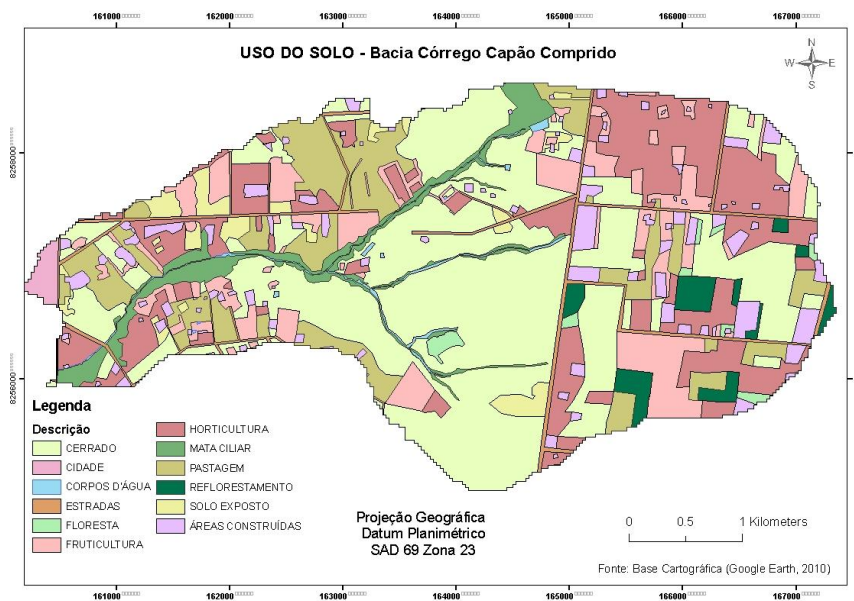 161000 162000 163000 164000 165000 166000 167000
USO DO SOLO - Bacia Córrego Capão Comprido
N
W E
S
8258000 8258000
8256000 8256000
Legenda
Descrição
CERRADO
CIDADE
CORPOS D'ÁGUA
ESTRADAS
FLORESTA
FRUTICULTURA
HORTICULTURA
MATA CILIAR
PASTAGEM
REFLORESTAMENTO
SOLO EXPOSTO
ÁREAS CONSTRUÍDAS
Projeção Geográfica
Datum Planimétrico
SAD 69 Zona 23
0 0.5 1 Kilometers
Fonte: Base Cartográfica (Google Earth, 2010)
161000 162000 163000 164000 165000 166000 167000